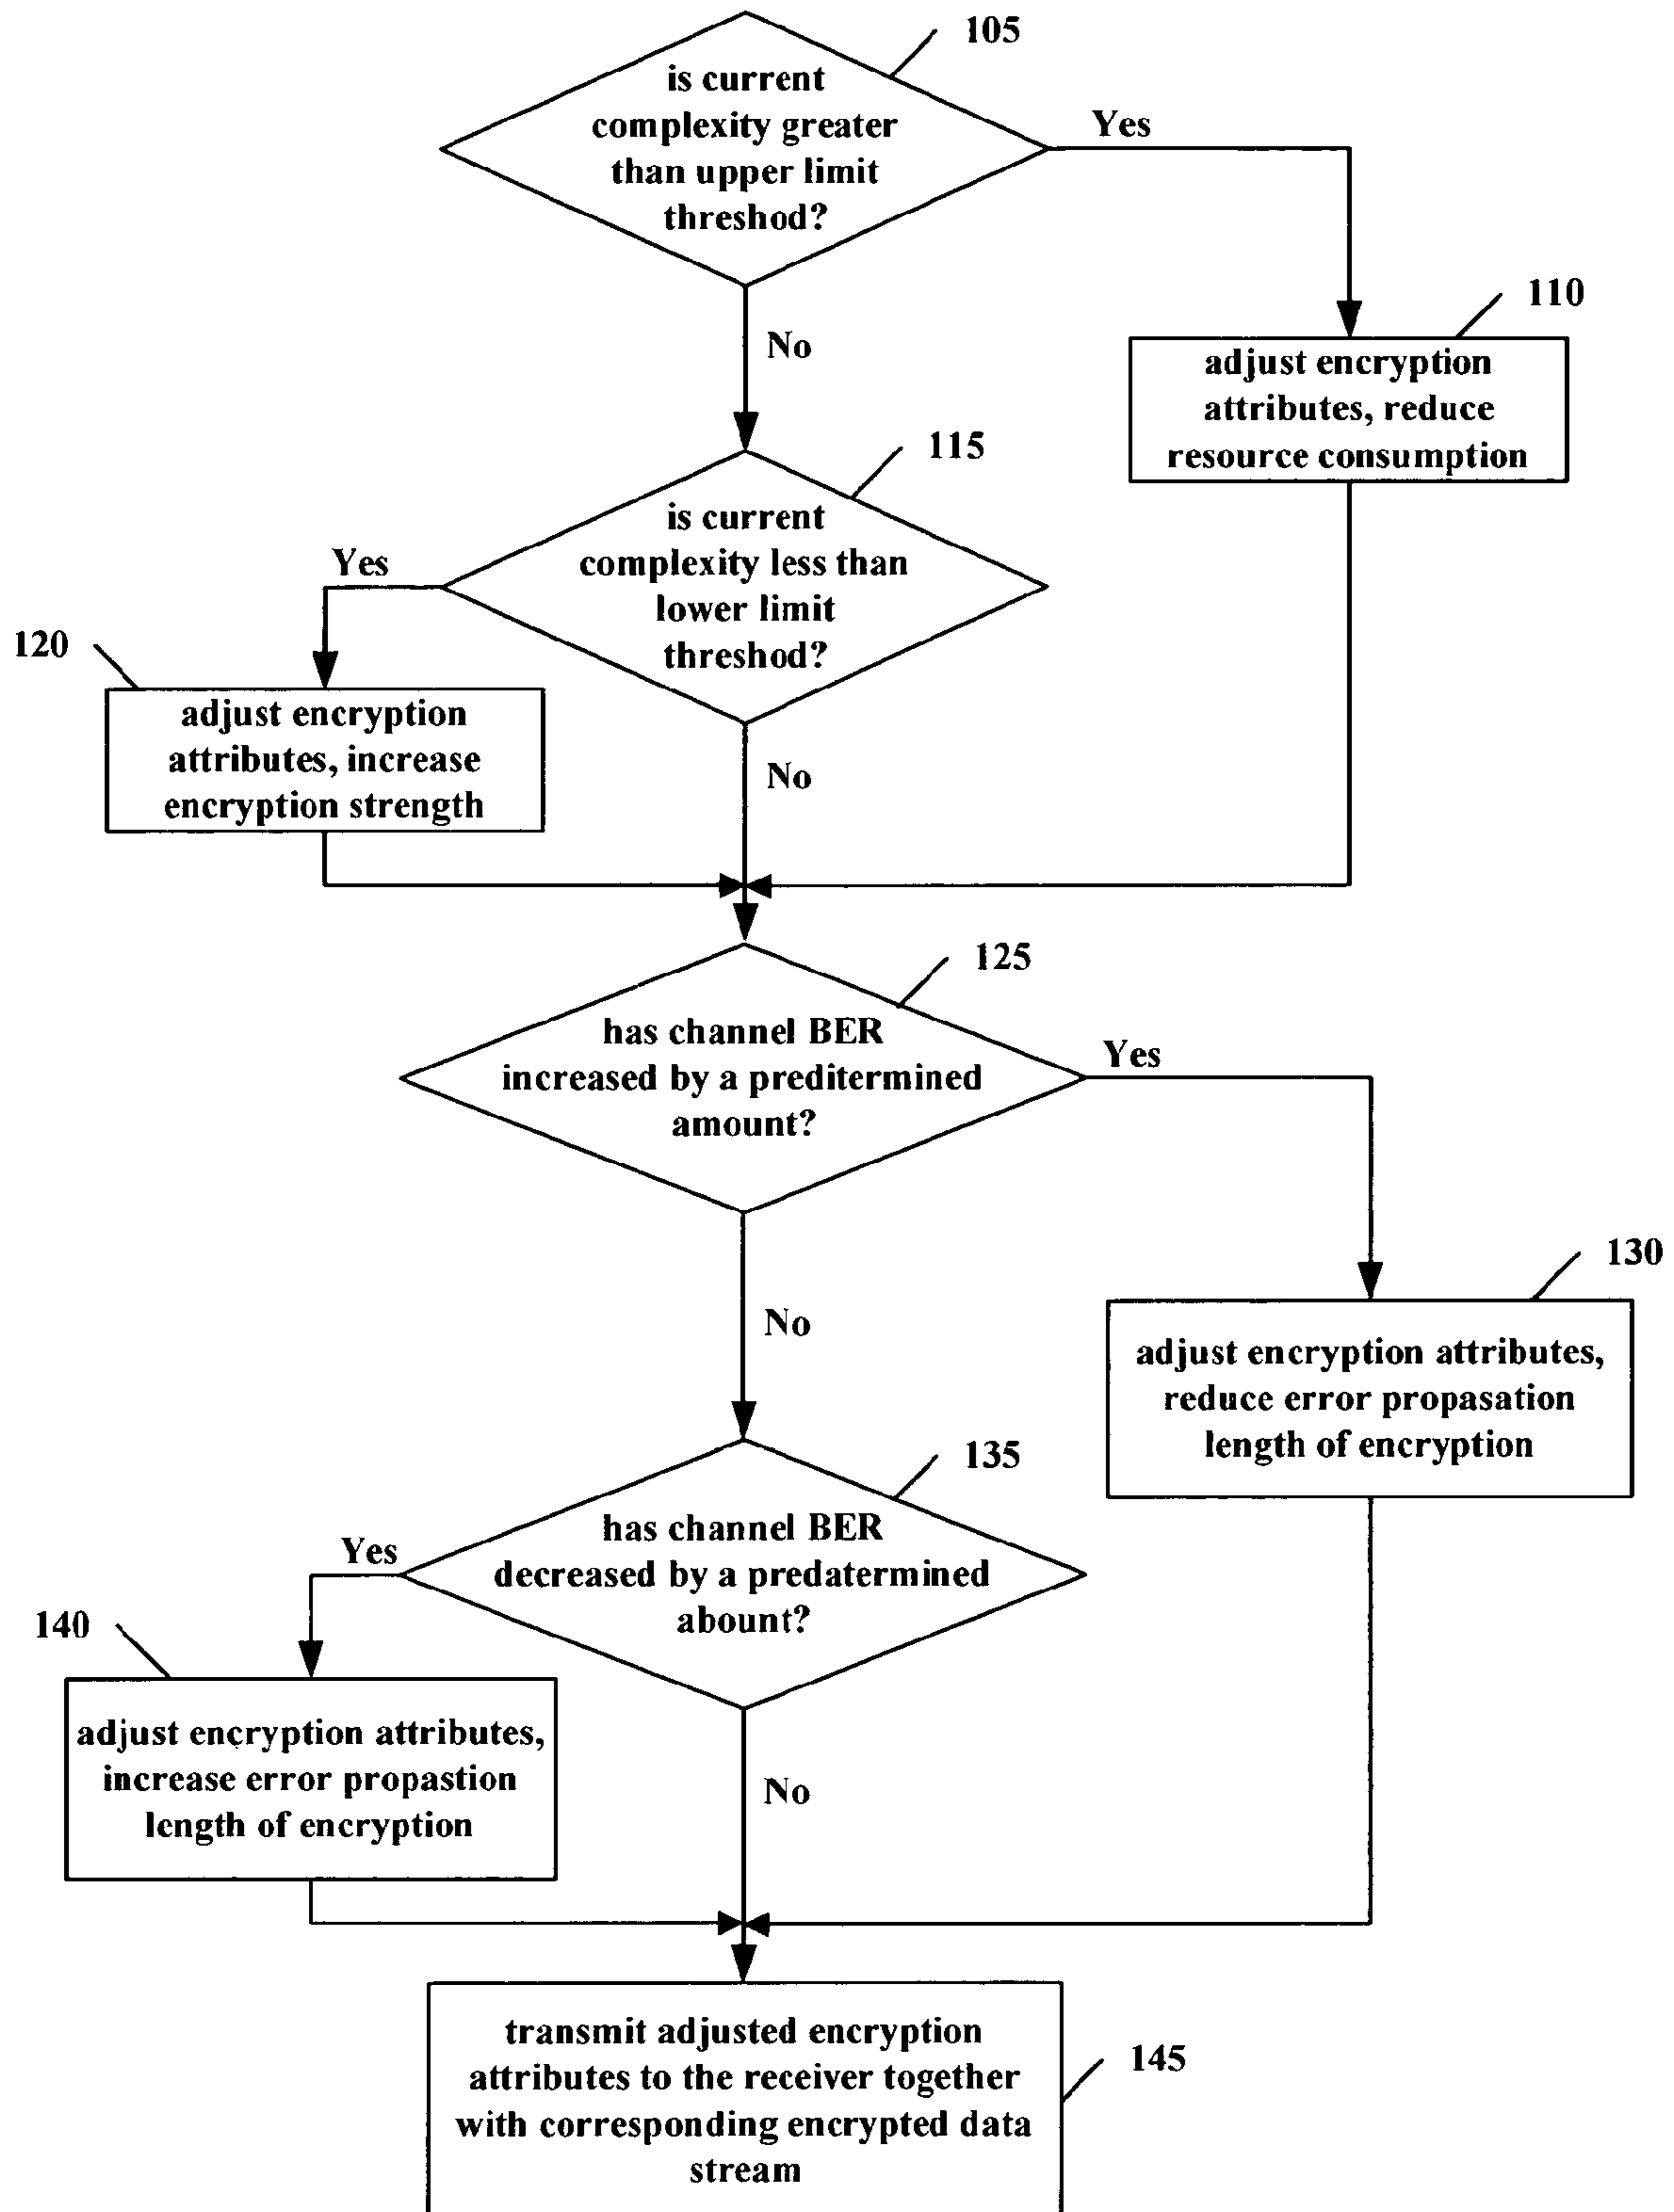 105
is current
complexity greater
than upper limit
threshod?
Yes
No
110
adjust encryption
attributes, reduce
resource consumption
115
is current
complexity less than
lower limit
threshod?
Yes
No
120
adjust encryption
attributes, increase
encryption strength
125
has channel BER
increased by a preditermined
amount?
Yes
No
130
adjust encryption attributes,
reduce error propasation
length of encryption
135
has channel BER
decreased by a predatermined
abount?
Yes
No
140
adjust encryption attributes,
increase error propastion
length of encryption
transmit adjusted encryption
attributes to the receiver together
with corresponding encrypted data
stream
145